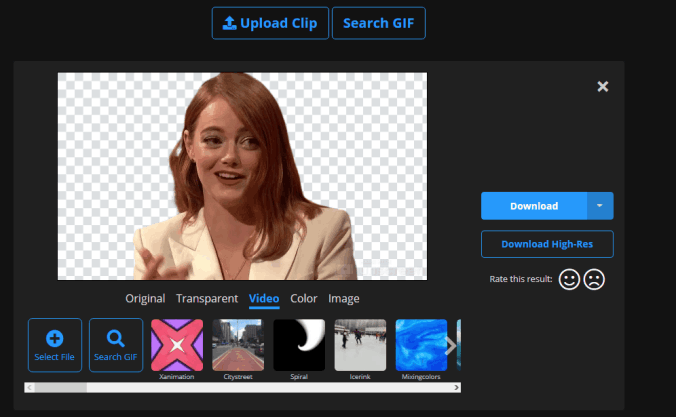 Upload Clip Search GIF
Download
Download High-Res
Rate this result:
Original Transparent Video Color Image
Select File Search GIF
Xanimation Citystreet Spiral Icerink Mixingcolors